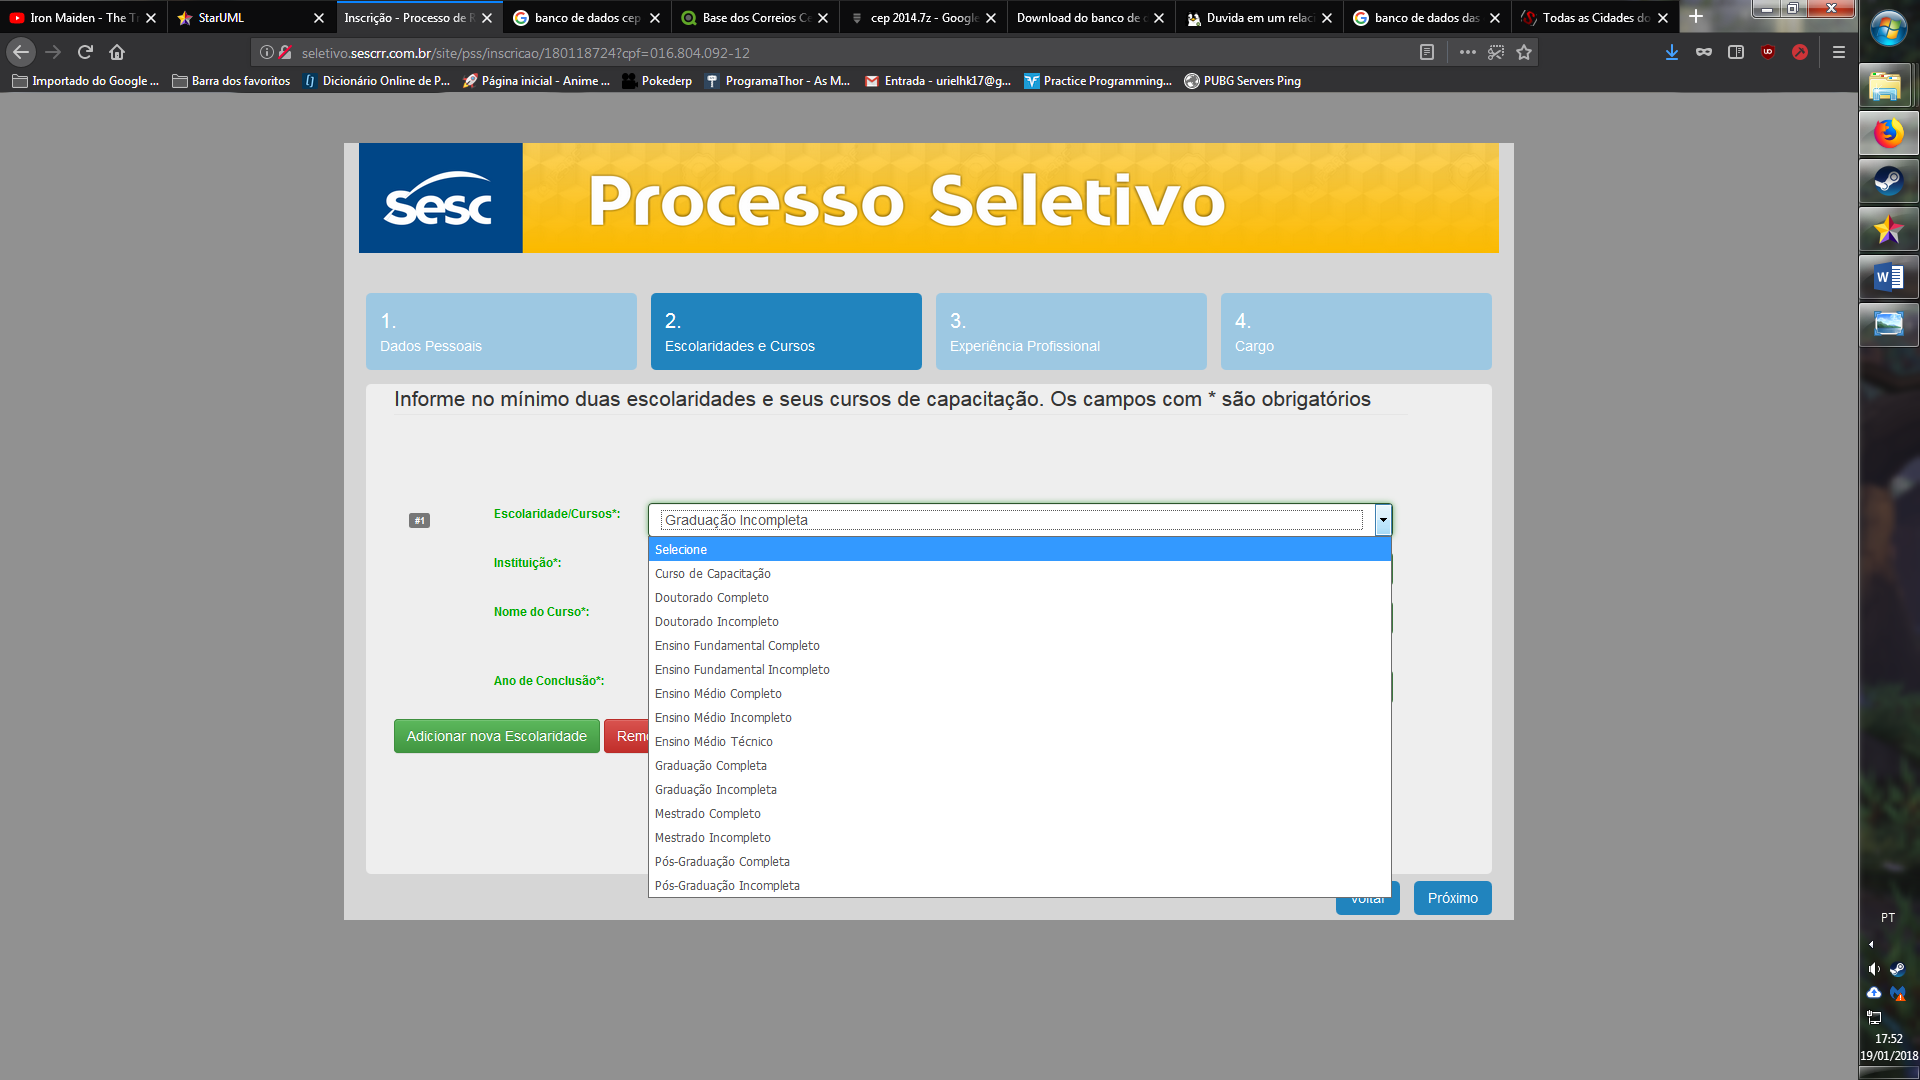 Iron Maiden - The Tr
StarUML
Inscrição - Processo de R
banco de dados cep
Base dos Correios Ce
cep 2014.7z - Google
Download do banco de c
Duvida em um relaci
banco de dados das
Todas as Cidades do
seletivo.sescrr.com.br/site/pss/inscricao/180118724?cpf=016.804.092-12
Importado do Google ...
Barra dos favoritos
Dicionário Online de P...
Página inicial - Anime ...
Pokederp
ProgramaThor - As M...
Entrada - urielhk17@g...
Practice Programming...
PUBG Servers Ping
sesc
Processo Seletivo
1.
Dados Pessoais
2.
Escolaridades e Cursos
3.
Experiência Profissional
4.
Cargo
Informe no mínimo duas escolaridades e seus cursos de capacitação. Os campos com * são obrigatórios
#1
Escolaridade/Cursos*:
Graduação Incompleta
Selecione
Instituição*:
Curso de Capacitação
Doutorado Completo
Nome do Curso*:
Doutorado Incompleto
Ensino Fundamental Completo
Ensino Fundamental Incompleto
Ano de Conclusão*:
Ensino Médio Completo
Ensino Médio Incompleto
Adicionar nova Escolaridade
Remo
Ensino Médio Técnico
Graduação Completa
Graduação Incompleta
Mestrado Completo
Mestrado Incompleto
Pós-Graduação Completa
Pós-Graduação Incompleta
Voltar
Próximo
PT
17:52
19/01/2018